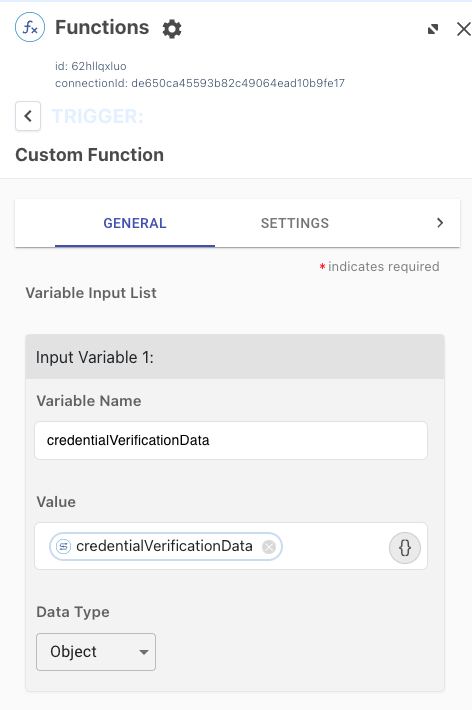 Functions
id: 62hllqxluo
connectionId: de650ca45593b82c49064ead10b9fe17
TRIGGER:
Custom Function
GENERAL
SETTINGS
* indicates required
Variable Input List
Input Variable 1:
Variable Name
credentialVerificationData
Value
credentialVerificationData
{}
Data Type
Object